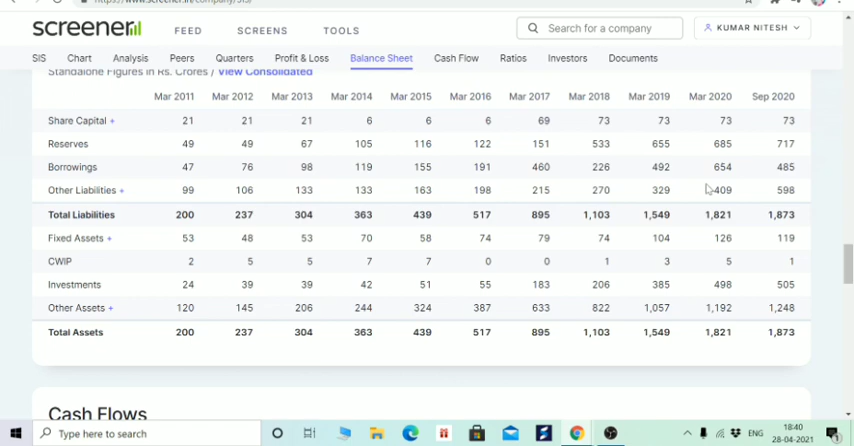 https://www.screener.in/company/SIS/
screener FEED SCREENS TOOLS Search for a company KUMAR NITESH
SIS Chart Analysis Peers Quarters Profit & Loss Balance Sheet Cash Flow Ratios Investors Documents
Standalone Figures in Rs. Crores / View Consolidated
Mar 2011 Mar 2012 Mar 2013 Mar 2014 Mar 2015 Mar 2016 Mar 2017 Mar 2018 Mar 2019 Mar 2020 Sep 2020
Share Capital + 21 21 21 6 6 6 69 73 73 73 73
Reserves 49 49 67 105 116 122 151 533 655 685 717
Borrowings 47 76 98 119 155 191 460 226 492 654 485
Other Liabilities + 99 106 133 133 163 198 215 270 329 409 598
Total Liabilities 200 237 304 363 439 517 895 1,103 1,549 1,821 1,873
Fixed Assets + 53 48 53 70 58 74 79 74 104 126 119
CWIP 2 5 5 7 7 0 0 1 3 5 1
Investments 24 39 39 42 51 55 183 206 385 498 505
Other Assets + 120 145 206 244 324 387 633 822 1,057 1,192 1,248
Total Assets 200 237 304 363 439 517 895 1,103 1,549 1,821 1,873
Cash Flows
Type here to search ENG 18:40
28-04-2021